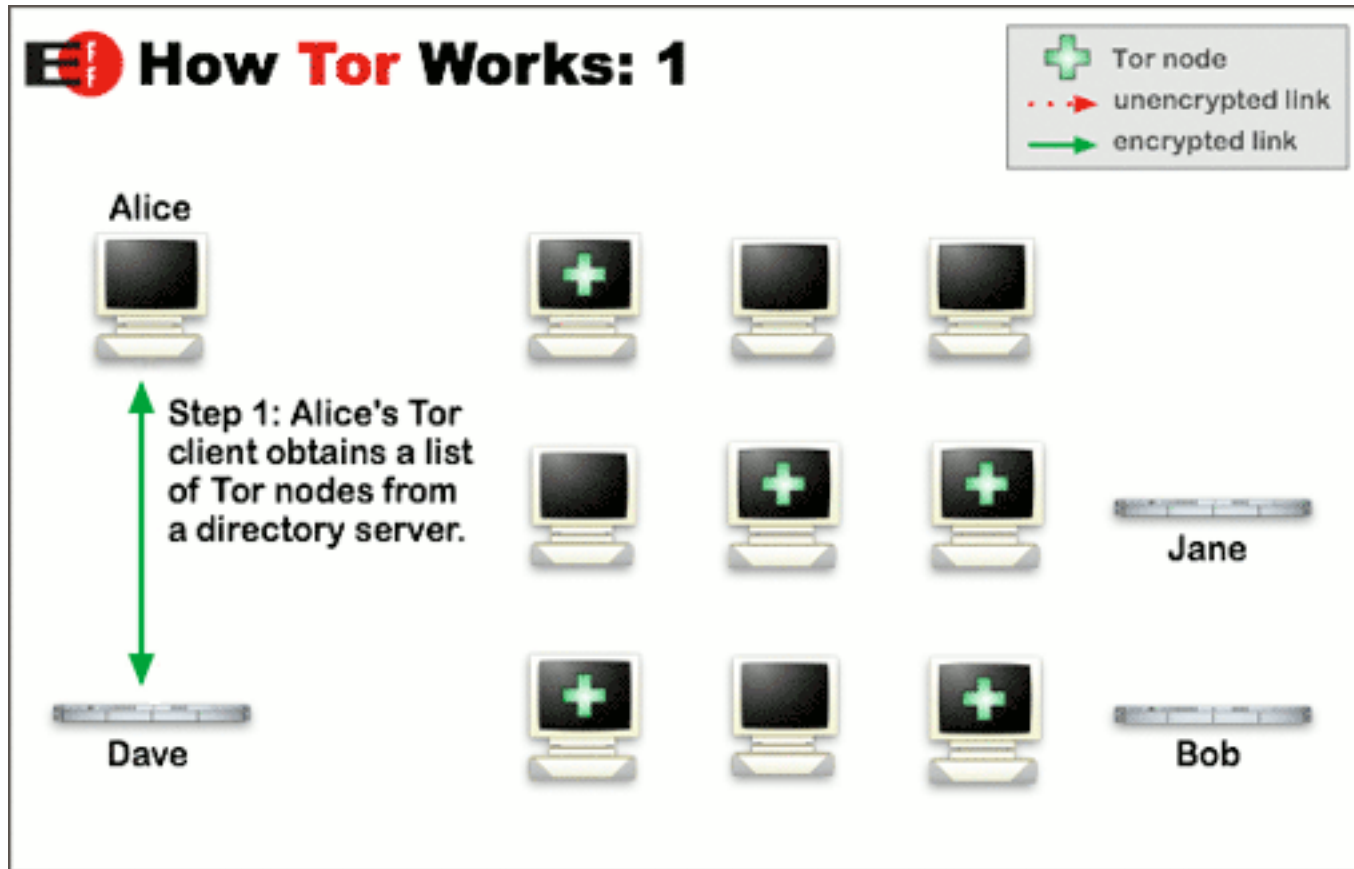 EFF How Tor Works: 1
Tor node
unencrypted link
encrypted link
Alice
Step 1: Alice's Tor
client obtains a list
of Tor nodes from
a directory server.
Jane
Dave
Bob